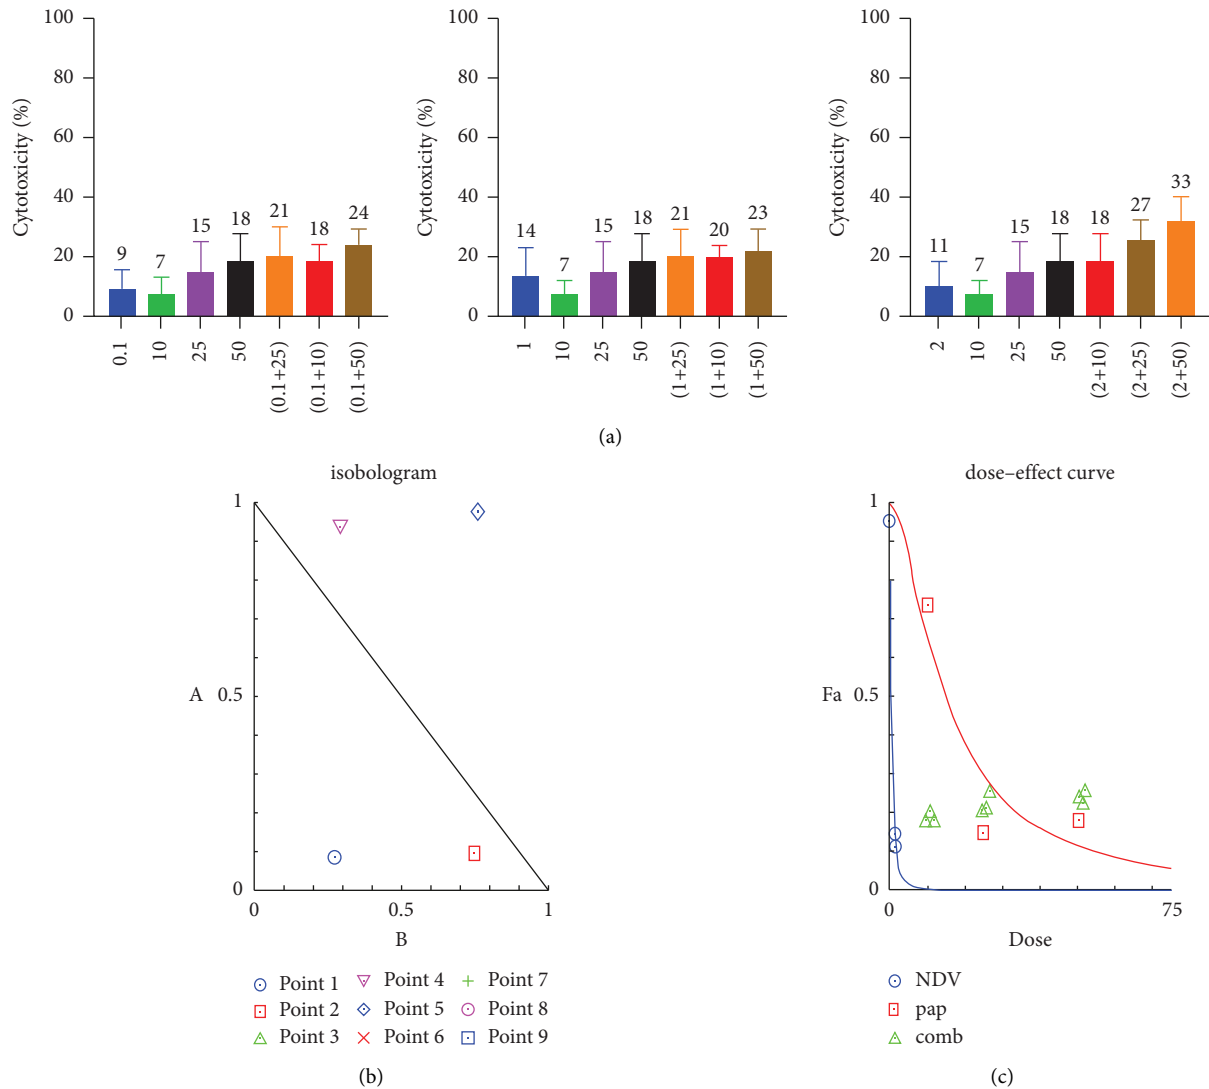 100
80
60
40
20
0
Cytotoxicity (%)
9
7
15
18
21
18
24
0.1
10
25
50
(0.1+25)
(0.1+10)
(0.1+50)
100
80
60
40
20
0
Cytotoxicity (%)
14
7
15
18
21
20
23
1
10
25
50
(1+25)
(1+10)
(1+50)
100
80
60
40
20
0
Cytotoxicity (%)
11
7
15
18
18
27
33
2
10
25
50
(2+10)
(2+25)
(2+50)
(a)
isobologram
1
A
0.5
0
0
0.5
1
B
Point 1
Point 4
Point 7
Point 2
Point 5
Point 8
Point 3
Point 6
Point 9
(b)
dose–effect curve
1
Fa
0.5
0
0
75
Dose
NDV
pap
comb
(c)